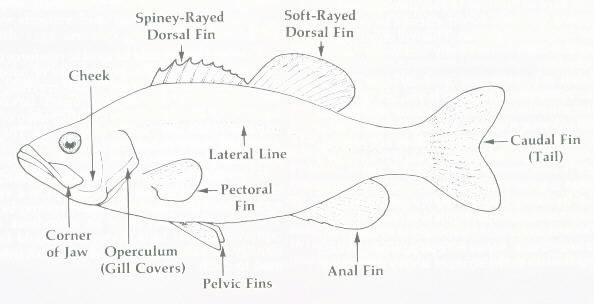 Spiney-Rayed
Dorsal Fin
Soft-Rayed
Dorsal Fin
Cheek
Lateral Line
Caudal Fin
(Tail)
Pectoral
Fin
Corner
of Jaw
Operculum
(Gill Covers)
Pelvic Fins
Anal Fin